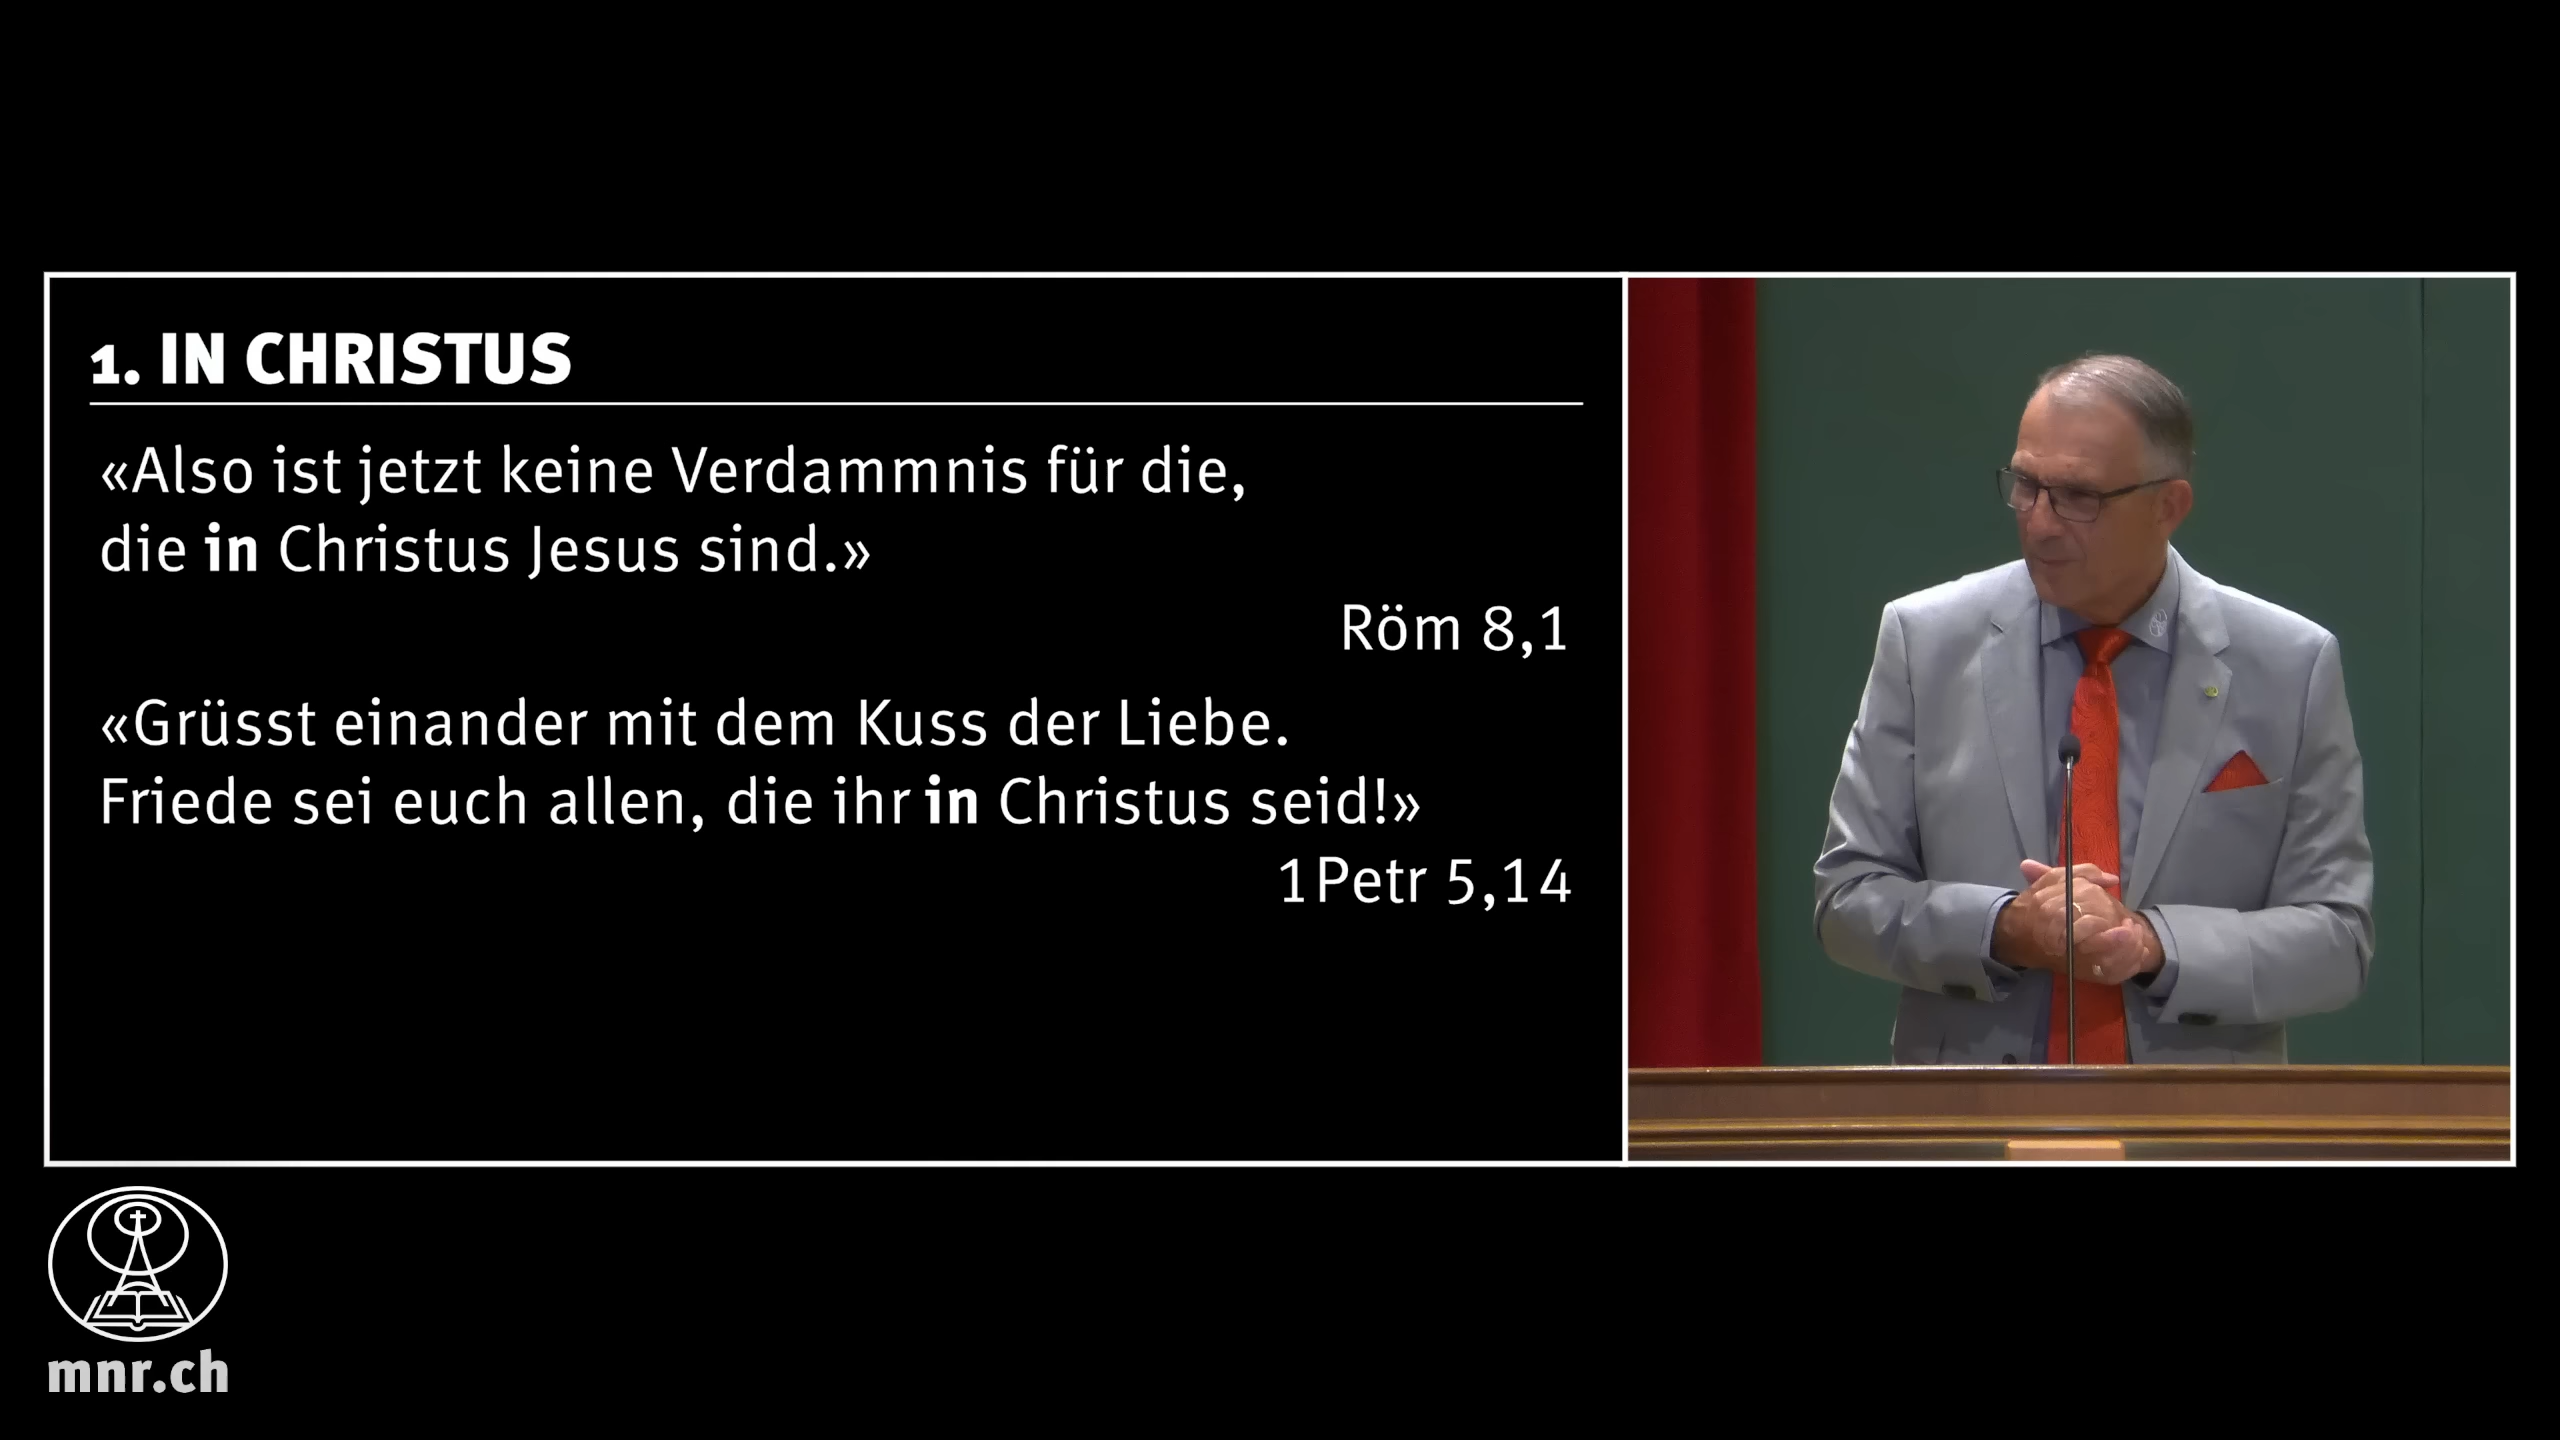 1. IN CHRISTUS
«Also ist jetzt keine Verdammnis für die,
die in Christus Jesus sind.»
Röm 8,1
«Grüsst einander mit dem Kuss der Liebe.
Friede sei euch allen, die ihr in Christus seid!»
1Petr 5,14
mnr.ch